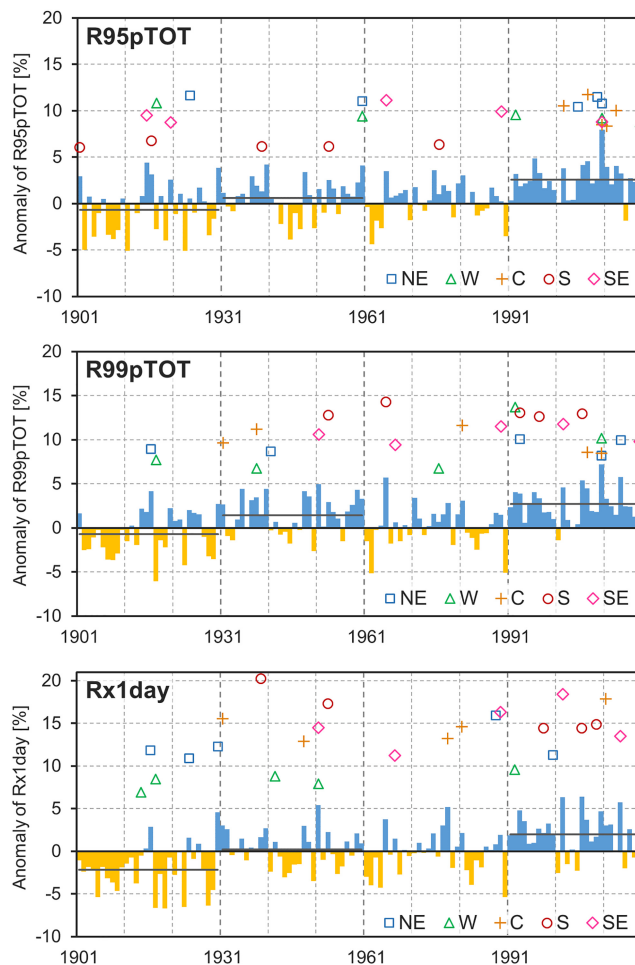 R95pTOT
Anomaly of R95pTOT [%]
20
15
10
5
0
-5
-10
NE W C S SE
1901 1931 1961 1991
R99pTOT
Anomaly of R99pTOT [%]
20
15
10
5
0
-5
-10
NE W C S SE
1901 1931 1961 1991
Rx1day
Anomaly of Rx1day [%]
20
15
10
5
0
-5
-10
NE W C S SE
1901 1931 1961 1991